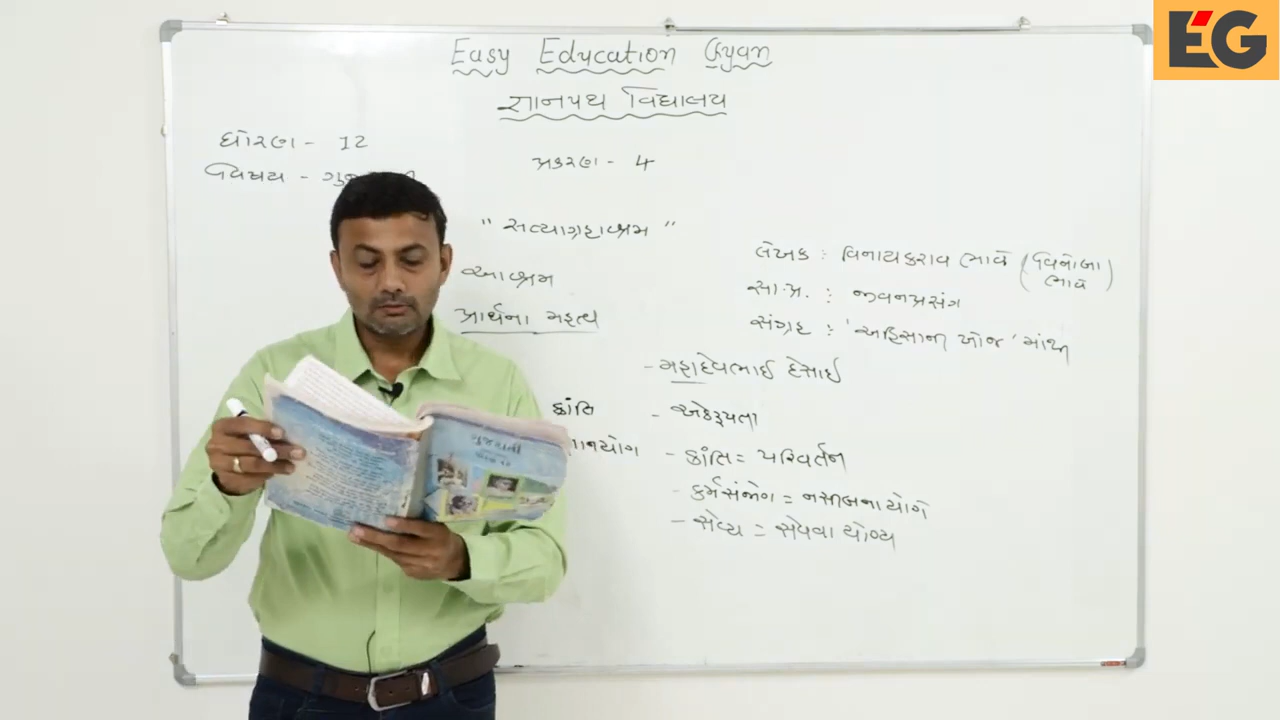 EG
Easy Education Gyan
જ્ઞાનપથ વિદ્યાલય
ધોરણ - 12
વિષય -
પ્રકરણ - 4
" સત્યાગ્રહાશ્રમ "
લેખક : વિનાયકરાવ ભાવે (વિનોબા ભાવે)
આશ્રમ
સા.પ્ર. : જીવનપ્રસંગ
પ્રાર્થના મહત્ત્વ
સંગ્રહ : 'અહિંસાની ખોજ' માંથી
- મહાદેવભાઈ દેસાઈ
ક્રાંતિ
- એકરૂપતા
- ક્રાંતિ = પરિવર્તન
- કર્મસંજોગ = નસીબના યોગે
- સેવ્ય = સેવવા યોગ્ય
ગુજરાતી